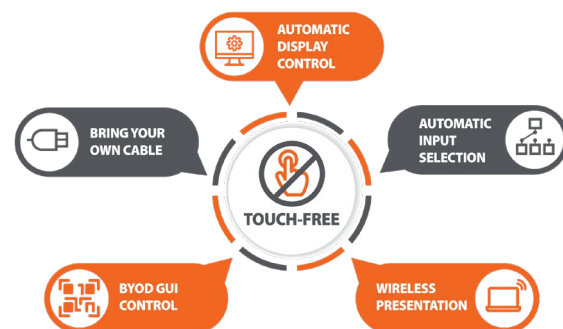 AUTOMATIC
DISPLAY
CONTROL
BRING YOUR
OWN CABLE
AUTOMATIC
INPUT
SELECTION
TOUCH-FREE
BYOD GUI
CONTROL
WIRELESS
PRESENTATION